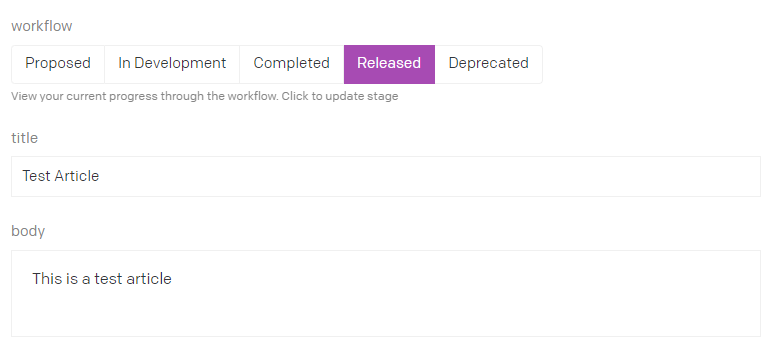 workflow
Proposed In Development Completed Released Deprecated
View your current progress through the workflow. Click to update stage
title
Test Article
body
This is a test article